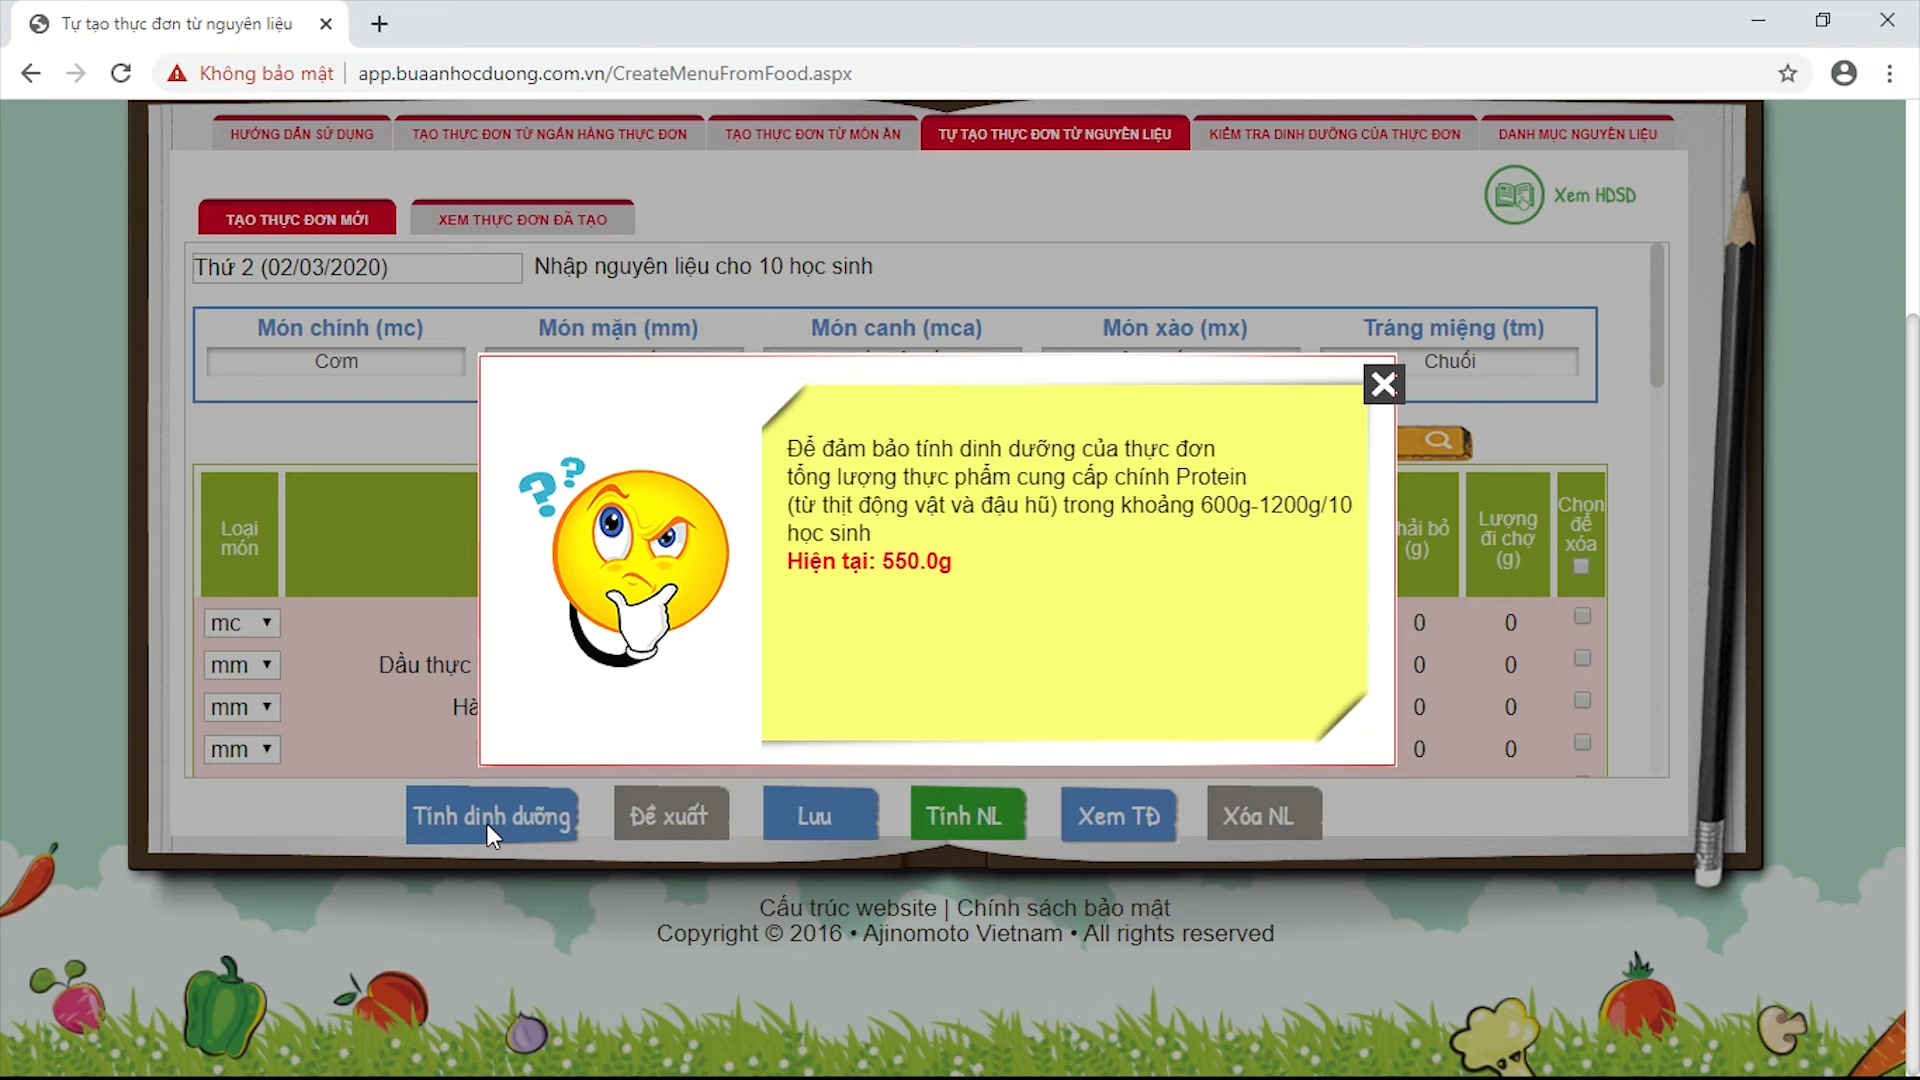 Tự tạo thực đơn từ nguyên liệu
Không bảo mật
app.buaanhocduong.com.vn/CreateMenuFromFood.aspx
HƯỚNG DẪN SỬ DỤNG
TẠO THỰC ĐƠN TỪ NGÂN HÀNG THỰC ĐƠN
TẠO THỰC ĐƠN TỪ MÓN ĂN
TỰ TẠO THỰC ĐƠN TỪ NGUYÊN LIỆU
KIỂM TRA DINH DƯỠNG CỦA THỰC ĐƠN
DANH MỤC NGUYÊN LIỆU
Xem HDSD
TẠO THỰC ĐƠN MỚI
XEM THỰC ĐƠN ĐÃ TẠO
Thứ 2 (02/03/2020)
Nhập nguyên liệu cho 10 học sinh
Món chính (mc)
Món mặn (mm)
Món canh (mca)
Món xào (mx)
Tráng miệng (tm)
Cơm
Chuối
Để đảm bảo tính dinh dưỡng của thực đơn
tổng lượng thực phẩm cung cấp chính Protein
(từ thịt động vật và đậu hũ) trong khoảng 600g-1200g/10
học sinh
Hiện tại: 550.0g
Loại
món
bỏ
(g)
Lượng
đi chợ
(g)
Chọn
để
xóa
mc 0 0
mm Dầu thực 0 0
mm 0 0
mm 0 0
Tính dinh dưỡng
Đề xuất
Lưu
Tính NL
Xem TĐ
Xóa NL
Cấu trúc website | Chính sách bảo mật
Copyright © 2016 • Ajinomoto Vietnam • All rights reserved